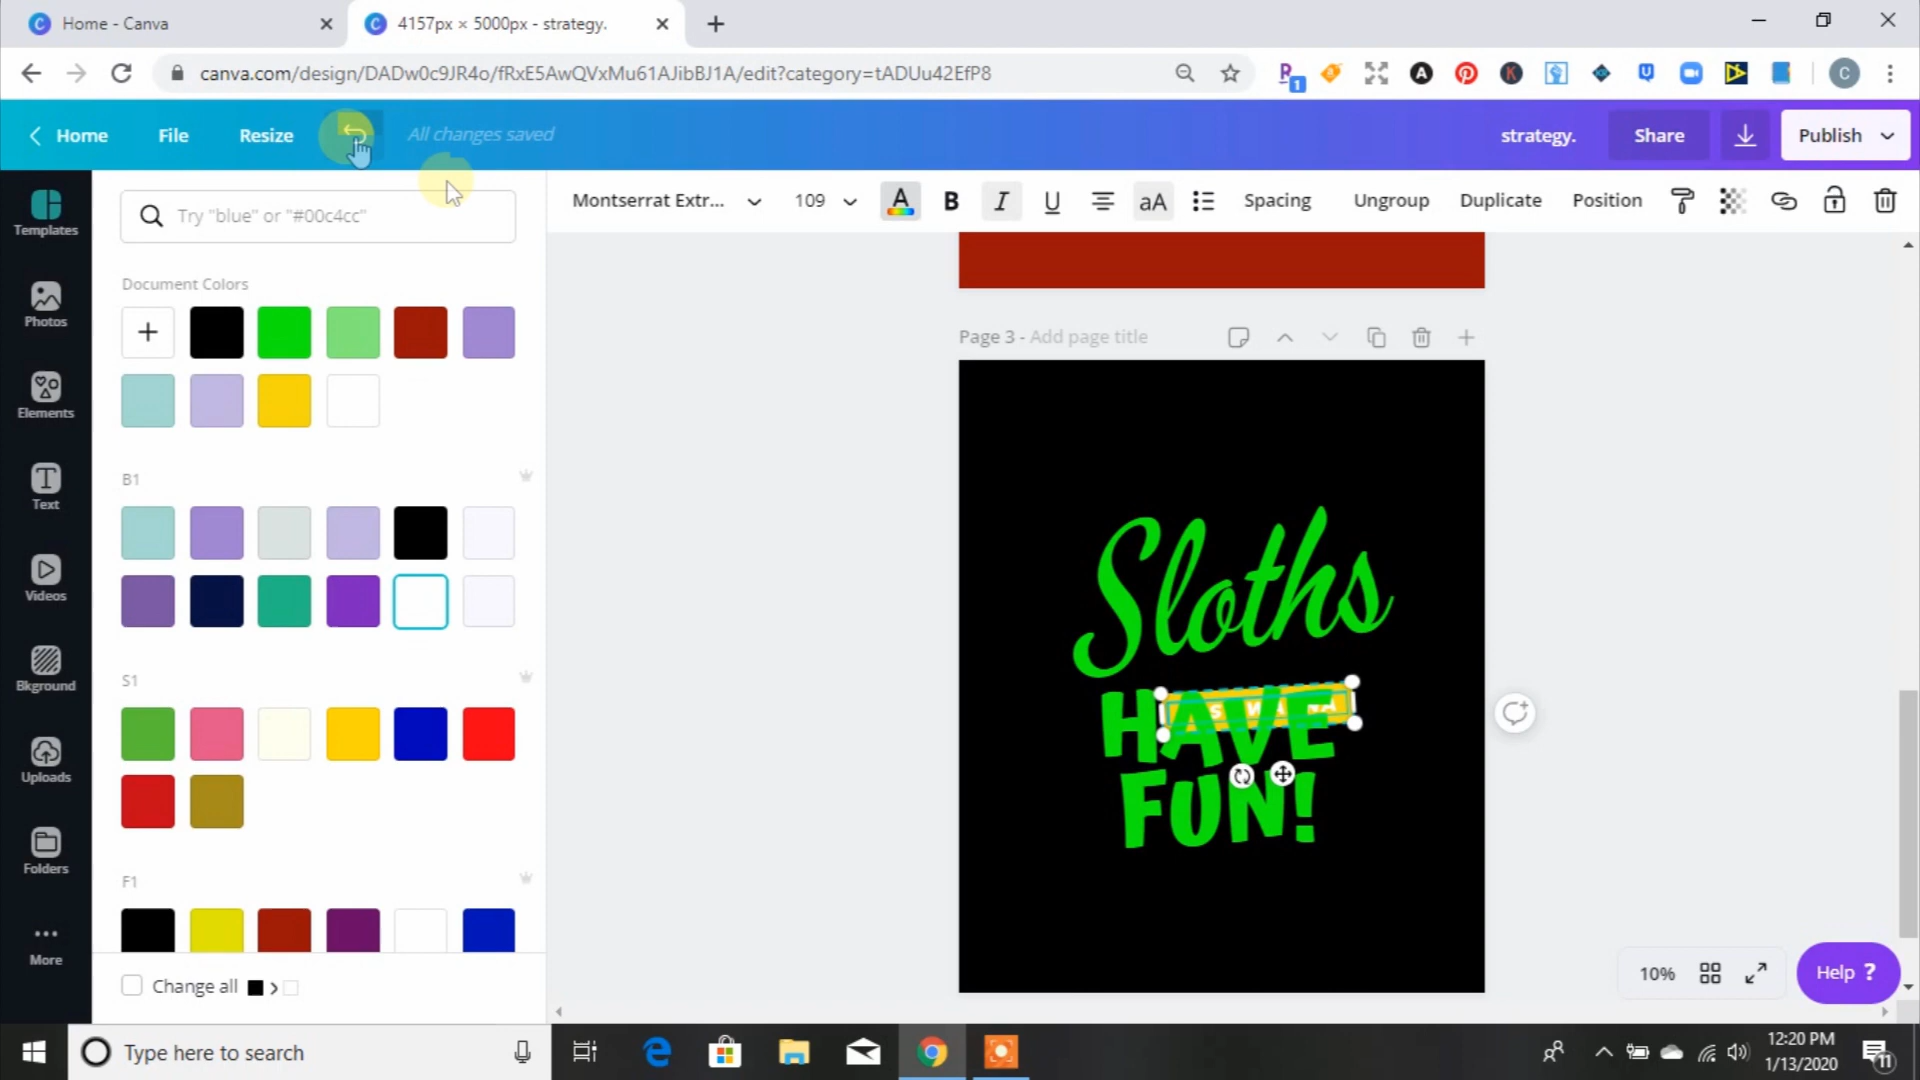 Home - Canva
4157px × 5000px - strategy.
canva.com/design/DADw0c9JR4o/fRxE5AwQVxMu61AJibBJ1A/edit?category=tADUu42EfP8
Home File Resize All changes saved strategy. Share Publish
Montserrat Extr... 109 A B I U aA Spacing Ungroup Duplicate Position
Try "blue" or "#00c4cc"
Templates
Photos
Elements
Text
Videos
Bkground
Uploads
Folders
More
Document Colors
B1
S1
F1
Change all
Page 3 - Add page title
Sloths
HAVE
FUN!
10%
Help ?
Type here to search
12:20 PM
1/13/2020
11